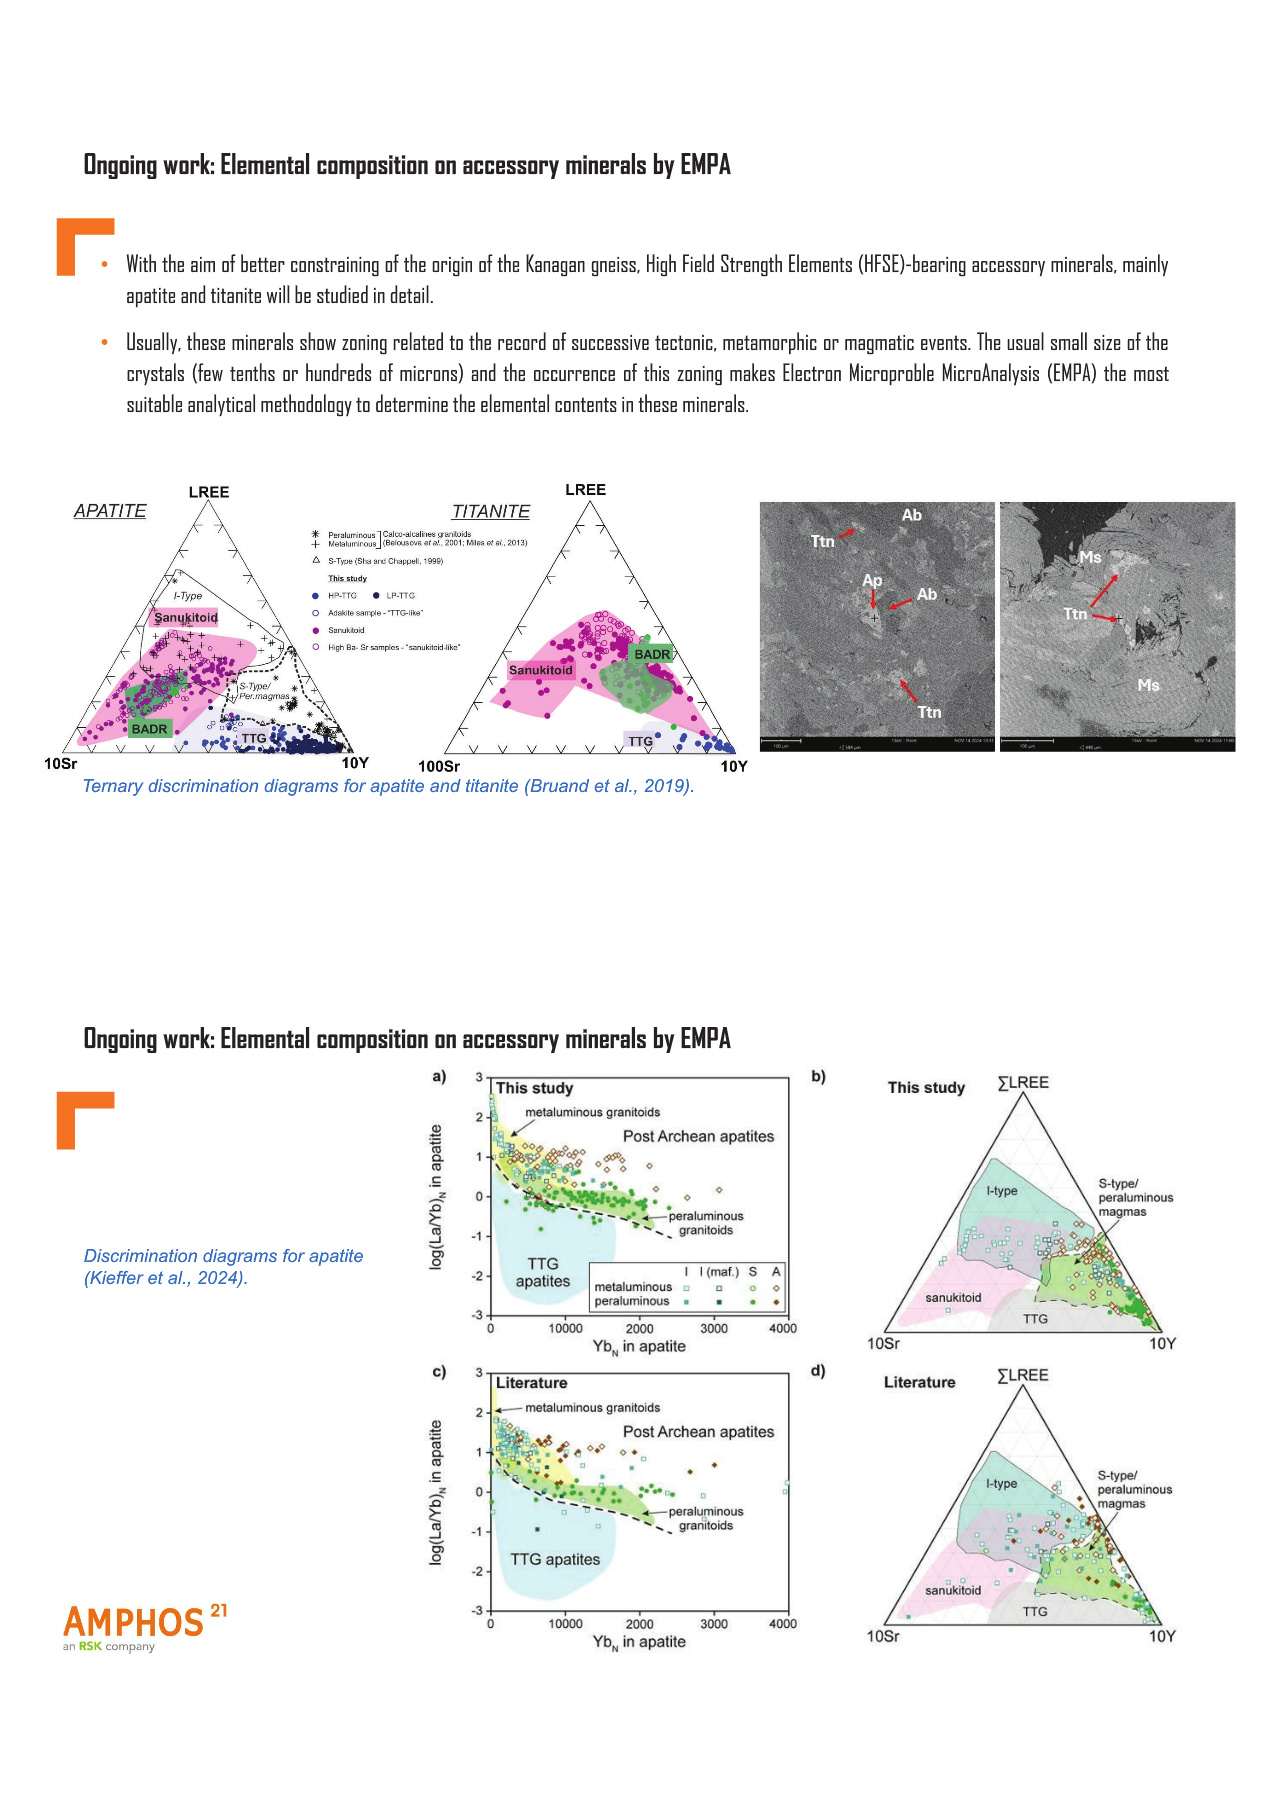 Ongoing work: Elemental composition on accessory minerals by EMPA
• With the aim of better constraining of the origin of the Kanagan gneiss, High Field Strength Elements (HFSE)-bearing accessory minerals, mainly
apatite and titanite will be studied in detail.
• Usually, these minerals show zoning related to the record of successive tectonic, metamorphic or magmatic events. The usual small size of the
crystals (few tenths or hundreds of microns) and the occurrence of this zoning makes Electron Microproble MicroAnalysis (EMPA) the most
suitable analytical methodology to determine the elemental contents in these minerals.
APATITE
LREE
I-Type
Sanukitoid
S-Type/
Per.magmas
BADR
TTG
10Sr
10Y
Peraluminous
Metaluminous
Calco-alcalines granitoids
(Belousova et al., 2001; Miles et al., 2013)
S-Type (Sha and Chappell, 1999)
This study
HP-TTG
LP-TTG
Adakite sample - "TTG-like"
Sanukitoid
High Ba- Sr samples - "sanukitoid-like"
TITANITE
LREE
Sanukitoid
BADR
TTG
100Sr
10Y
Ab
Ttn
Ap
Ab
Ttn
100 µm
15kV - Point
Ms
Ttn
Ms
100 µm
15kV - Point
Ternary discrimination diagrams for apatite and titanite (Bruand et al., 2019).
Ongoing work: Elemental composition on accessory minerals by EMPA
Discrimination diagrams for apatite
(Kieffer et al., 2024).
a)
This study
metaluminous granitoids
Post Archean apatites
peraluminous
granitoids
TTG
apatites
I I (maf.) S A
metaluminous
peraluminous
log(La/Yb)N in apatite
3
2
1
0
-1
-2
-3
0 10000 2000 3000 4000
YbN in apatite
b)
This study
∑LREE
I-type
S-type/
peraluminous
magmas
sanukitoid
TTG
10Sr
10Y
c)
Literature
metaluminous granitoids
Post Archean apatites
peraluminous
granitoids
TTG apatites
log(La/Yb)N in apatite
3
2
1
0
-1
-2
-3
0 10000 2000 3000 4000
YbN in apatite
d)
Literature
∑LREE
I-type
S-type/
peraluminous
magmas
sanukitoid
TTG
10Sr
10Y
AMPHOS 21
an RSK company